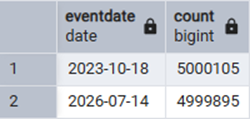 eventdate count
date bigint
1 2023-10-18 5000105
2 2026-07-14 4999895